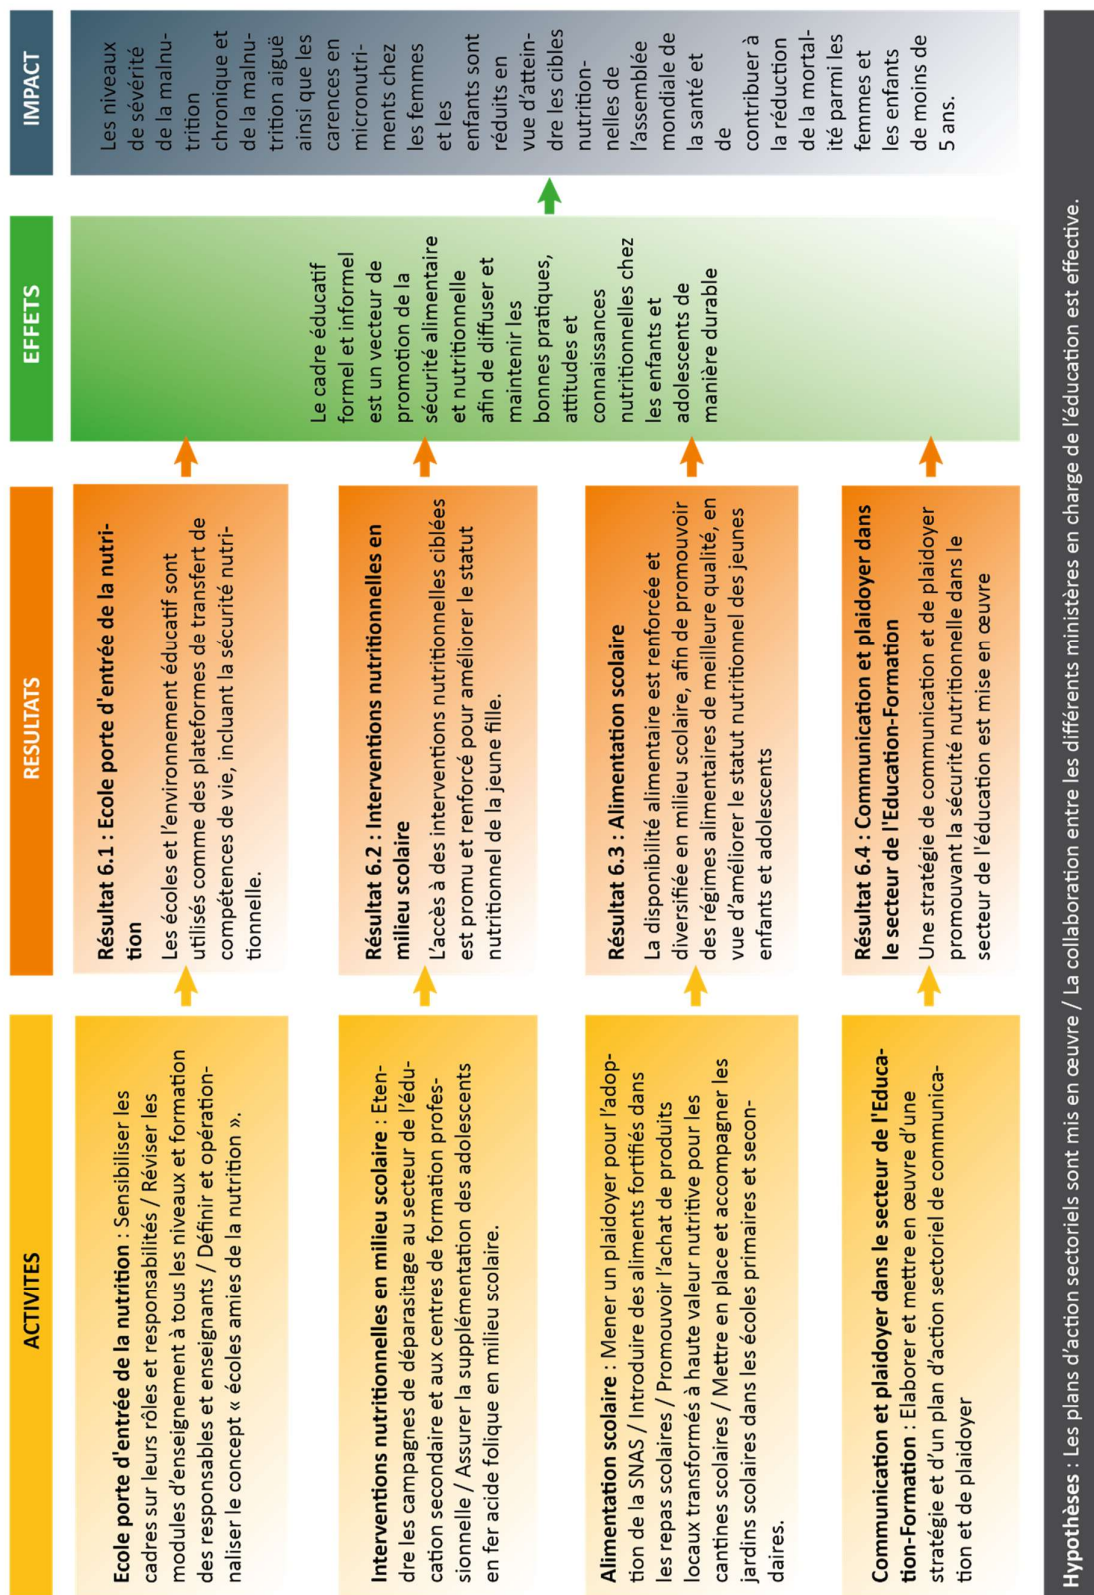 ACTIVITES
RESULTATS
EFFETS
IMPACT
Ecole porte d'entrée de la nutrition : Sensibiliser les
cadres sur leurs rôles et responsabilités / Réviser les
modules d’enseignement à tous les niveaux et formation
des responsables et enseignants / Définir et opération-
naliser le concept « écoles amies de la nutrition ».
Résultat 6.1 : Ecole porte d'entrée de la nutri-
tion
Les écoles et l’environnement éducatif sont
utilisés comme des plateformes de transfert de
compétences de vie, incluant la sécurité nutri-
tionnelle.
Interventions nutritionnelles en milieu scolaire : Eten-
dre les campagnes de déparasitage au secteur de l’édu-
cation secondaire et aux centres de formation profes-
sionnelle / Assurer la supplémentation des adolescents
en fer acide folique en milieu scolaire.
Résultat 6.2 : Interventions nutritionnelles en
milieu scolaire
L’accès à des interventions nutritionnelles ciblées
est promu et renforcé pour améliorer le statut
nutritionnel de la jeune fille.
Alimentation scolaire : Mener un plaidoyer pour l’adop-
tion de la SNAS / Introduire des aliments fortifiés dans
les repas scolaires / Promouvoir l’achat de produits
locaux transformés à haute valeur nutritive pour les
cantines scolaires / Mettre en place et accompagner les
jardins scolaires dans les écoles primaires et secon-
daires.
Résultat 6.3 : Alimentation scolaire
La disponibilité alimentaire est renforcée et
diversifiée en milieu scolaire, afin de promouvoir
des régimes alimentaires de meilleure qualité, en
vue d’améliorer le statut nutritionnel des jeunes
enfants et adolescents
Communication et plaidoyer dans le secteur de l'Educa-
tion-Formation : Elaborer et mettre en œuvre d’une
stratégie et d’un plan d’action sectoriel de communica-
tion et de plaidoyer
Résultat 6.4 : Communication et plaidoyer dans
le secteur de l'Education-Formation
Une stratégie de communication et de plaidoyer
promouvant la sécurité nutritionnelle dans le
secteur de l'éducation est mise en œuvre
Le cadre éducatif
formel et informel
est un vecteur de
promotion de la
sécurité alimentaire
et nutritionnelle
afin de diffuser et
maintenir les
bonnes pratiques,
attitudes et
connaissances
nutritionnelles chez
les enfants et
adolescents de
manière durable
Les niveaux
de sévérité
de la malnu-
trition
chronique et
de la malnu-
trition aiguë
ainsi que les
carences en
micronutri-
ments chez
les femmes
et les
enfants sont
réduits en
vue d’attein-
dre les cibles
nutrition-
nelles de
l’assemblée
mondiale de
la santé et
de
contribuer à
la réduction
de la mortal-
ité parmi les
femmes et
les enfants
de moins de
5 ans.
Hypothèses : Les plans d’action sectoriels sont mis en œuvre / La collaboration entre les différents ministères en charge de l’éducation est effective.